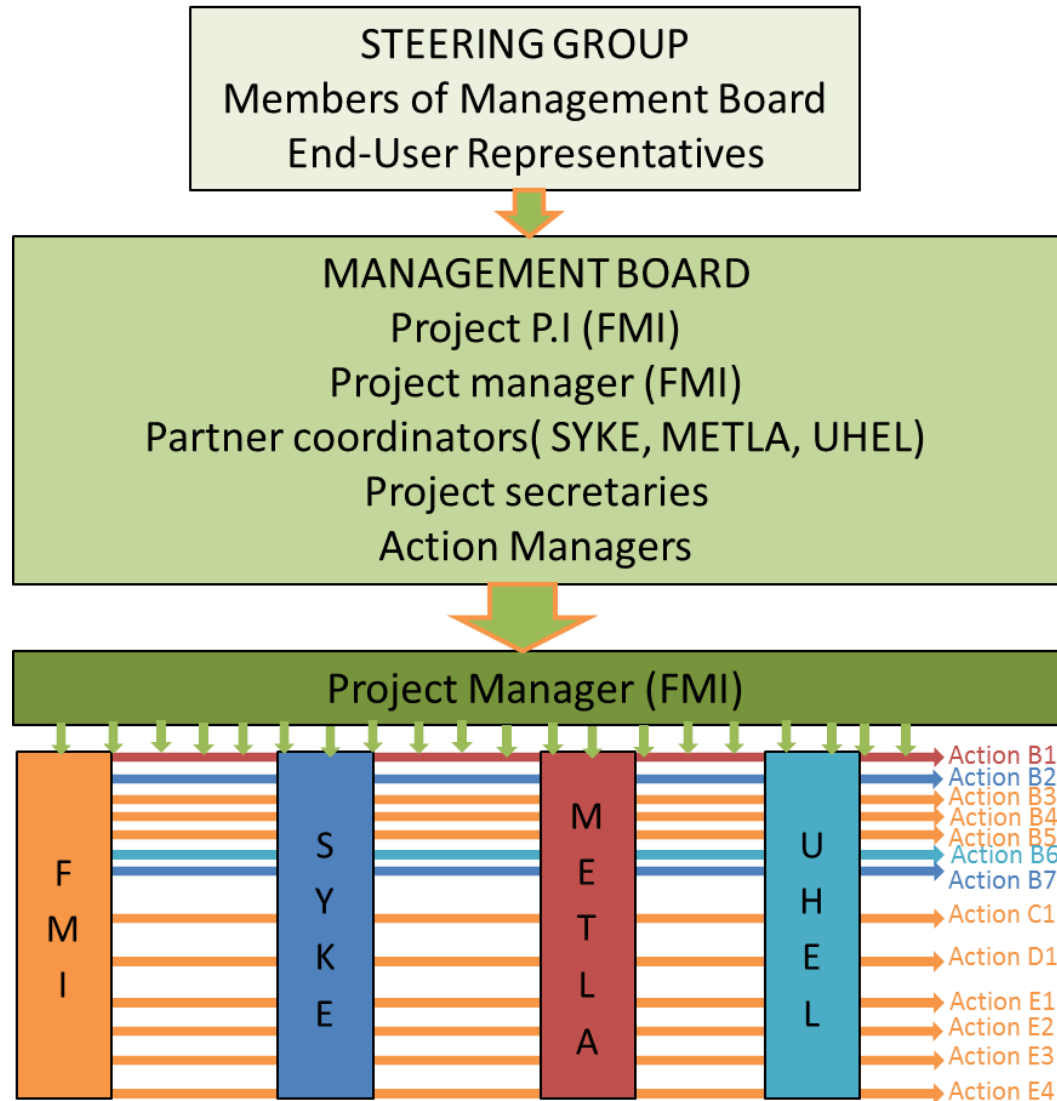 STEERING GROUP
Members of Management Board
End-User Representatives
MANAGEMENT BOARD
Project P.I (FMI)
Project manager (FMI)
Partner coordinators( SYKE, METLA, UHEL)
Project secretaries
Action Managers
Project Manager (FMI)
FMI
SYKE
METLA
UHEL
Action B1
Action B2
Action B3
Action B4
Action B5
Action B6
Action B7
Action C1
Action D1
Action E1
Action E2
Action E3
Action E4